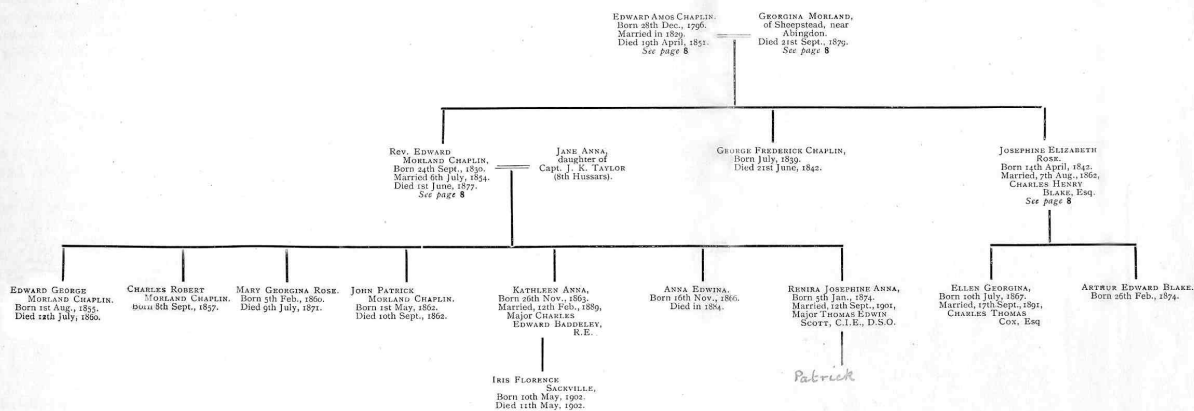 EDWARD AMOS CHAPLIN.
Born 28th Dec., 1796.
Married in 1829.
Died 19th April, 1851.
See page 8
GEORGINA MORLAND,
of Sheepstead, near
Abingdon.
Died 21st Sept., 1879.
See page 8
Rev. EDWARD
MORLAND CHAPLIN,
Born 24th Sept., 1830.
Married 6th July, 1854.
Died 1st June, 1877.
See page 8
JANE ANNA,
daughter of
Capt. J. K. TAYLOR
(8th Hussars).
GEORGE FREDERICK CHAPLIN,
Born July, 1839.
Died 21st June, 1842.
JOSEPHINE ELIZABETH
ROSE.
Born 14th April, 1842.
Married, 7th Aug., 1862,
CHARLES HENRY
BLAKE, Esq.
See page 8
EDWARD GEORGE
MORLAND CHAPLIN.
Born 1st Aug., 1855.
Died 12th July, 1860.
CHARLES ROBERT
MORLAND CHAPLIN.
Born 8th Sept., 1857.
MARY GEORGINA ROSE.
Born 5th Feb., 1860.
Died 9th July, 1871.
JOHN PATRICK
MORLAND CHAPLIN.
Born 1st May, 1862.
Died 10th Sept., 1862.
KATHLEEN ANNA,
Born 26th Nov., 1863.
Married, 12th Feb., 1889,
Major CHARLES
EDWARD BADDELEY,
R.E.
ANNA EDWINA.
Born 16th Nov., 1866.
Died in 1884.
RENIRA JOSEPHINE ANNA,
Born 5th Jan., 1874.
Married, 12th Sept., 1901,
Major THOMAS EDWIN
SCOTT, C.I.E., D.S.O.
ELLEN GEORGINA,
Born 10th July, 1867.
Married, 17th Sept., 1891,
CHARLES THOMAS
COX, Esq
ARTHUR EDWARD BLAKE.
Born 26th Feb., 1874.
IRIS FLORENCE
SACKVILLE,
Born 10th May, 1902.
Died 11th May, 1902.
Patrick